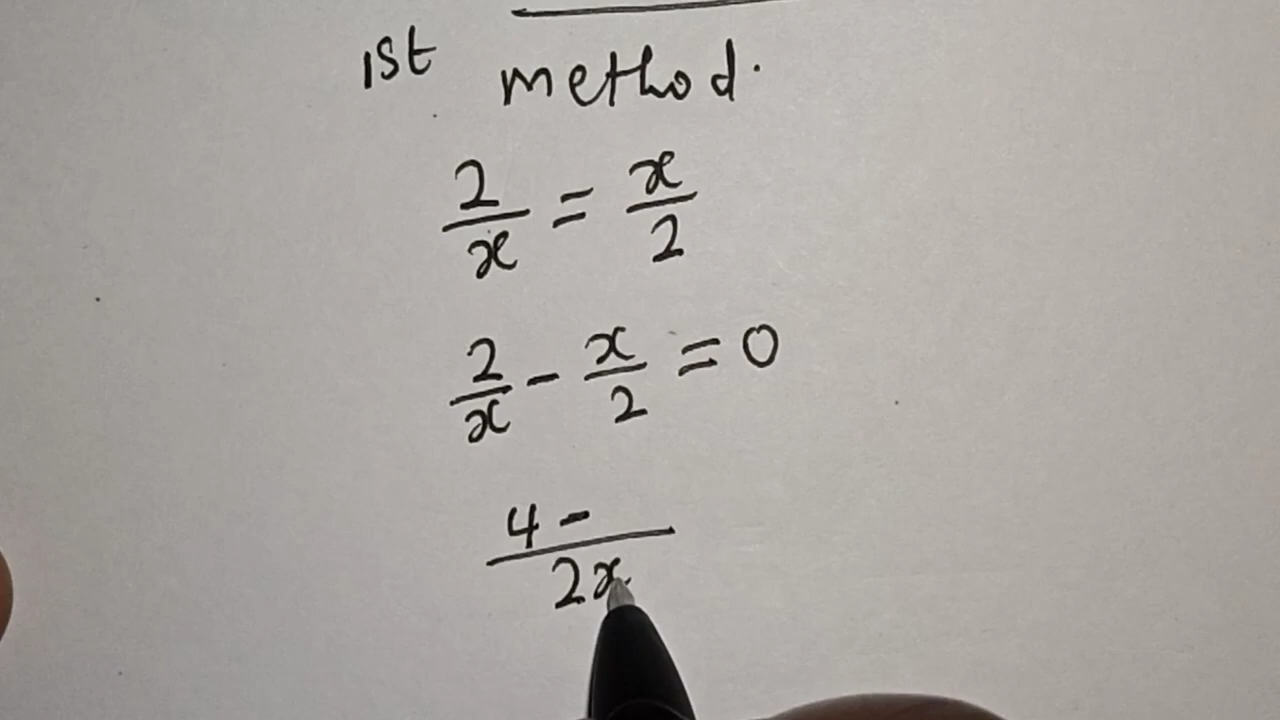 1st method.
2/x = x/2
2/x - x/2 = 0
4 - / 2x